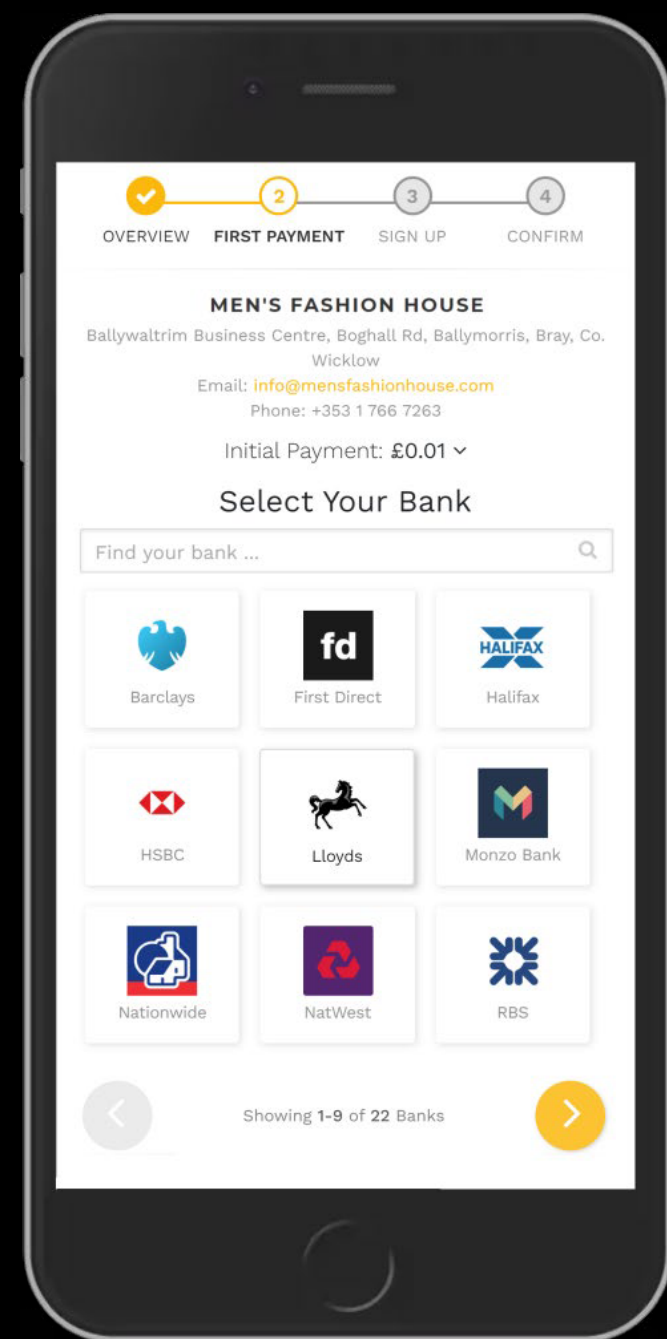 2
3
4
OVERVIEW FIRST PAYMENT SIGN UP CONFIRM
MEN'S FASHION HOUSE
Ballywaltrim Business Centre, Boghall Rd, Ballymorris, Bray, Co.
Wicklow
Email: info@mensfashionhouse.com
Phone: +353 1 766 7263
Initial Payment: £0.01
Select Your Bank
Find your bank ...
fd
HALIFAX
Barclays First Direct Halifax
HSBC Lloyds Monzo Bank
Nationwide NatWest RBS
Showing 1-9 of 22 Banks